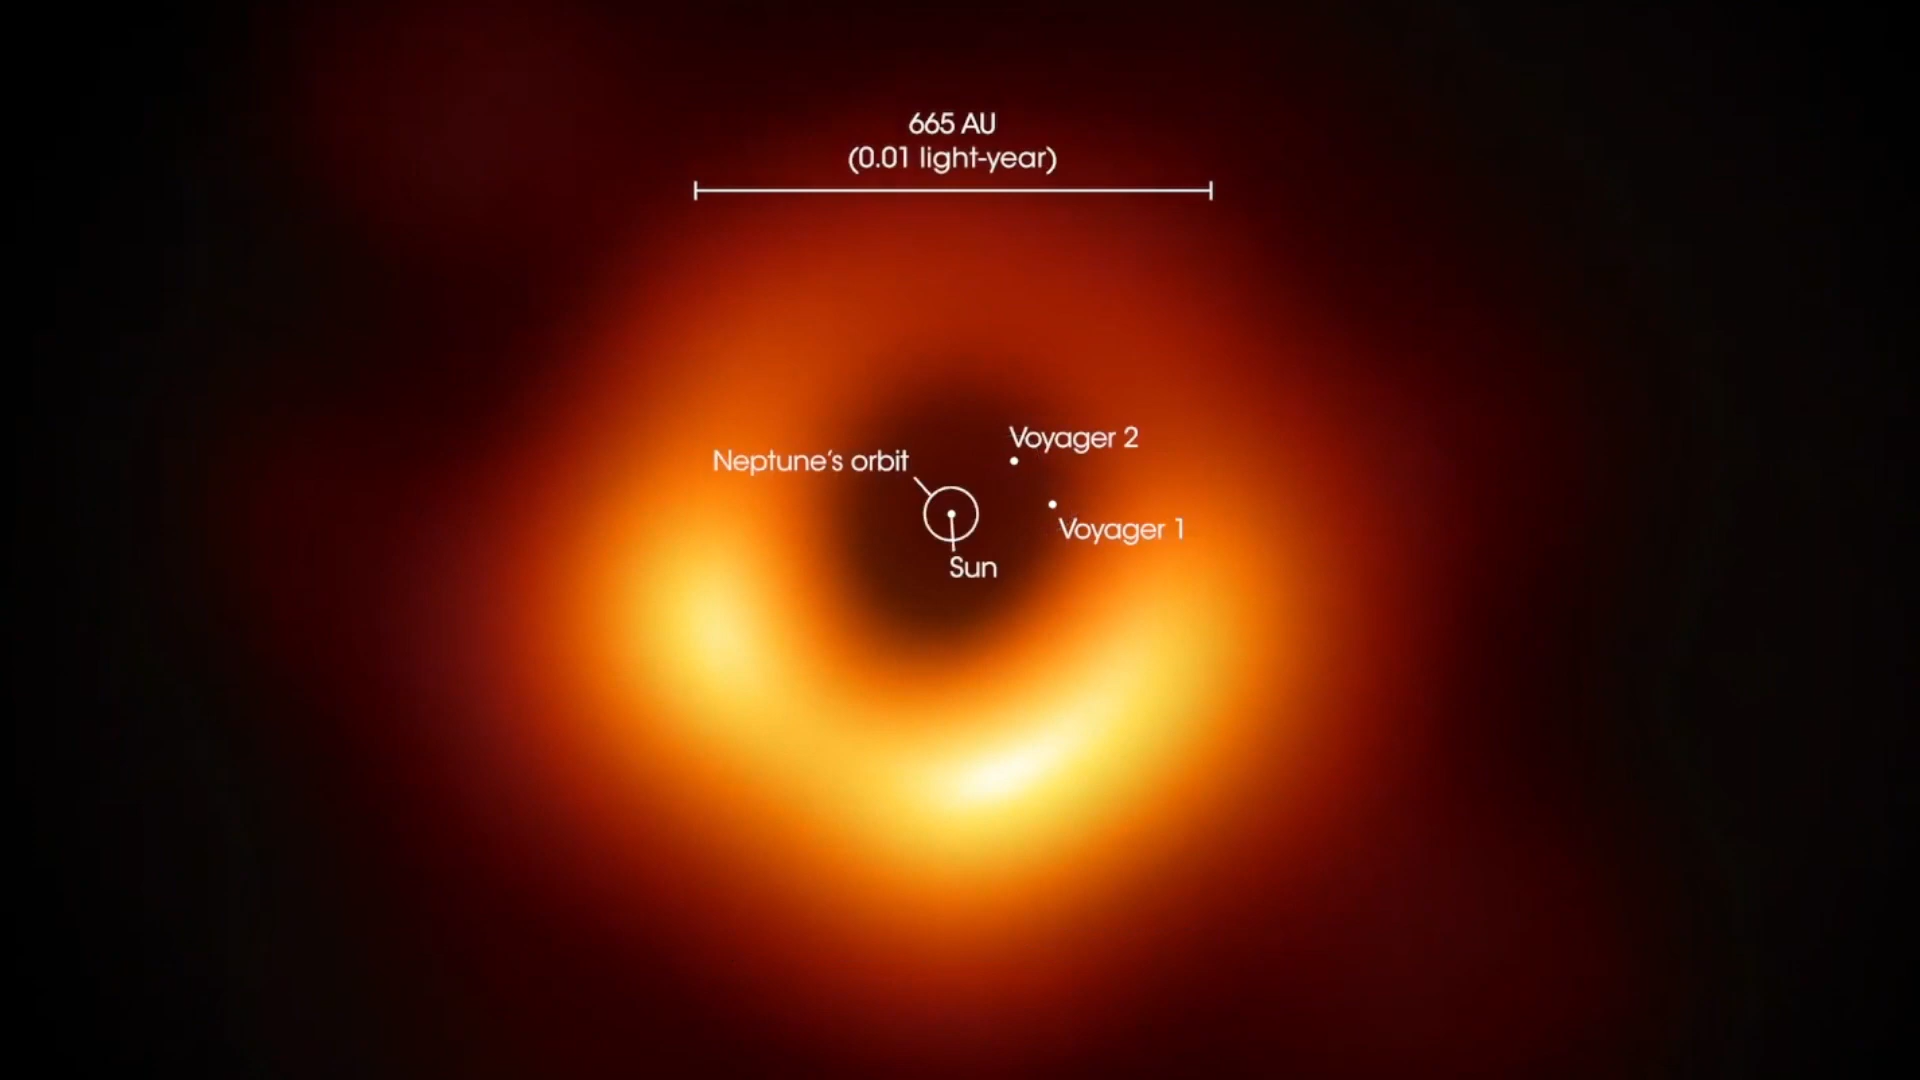 665 AU
(0.01 light-year)
Voyager 2
Neptune's orbit
Voyager 1
Sun